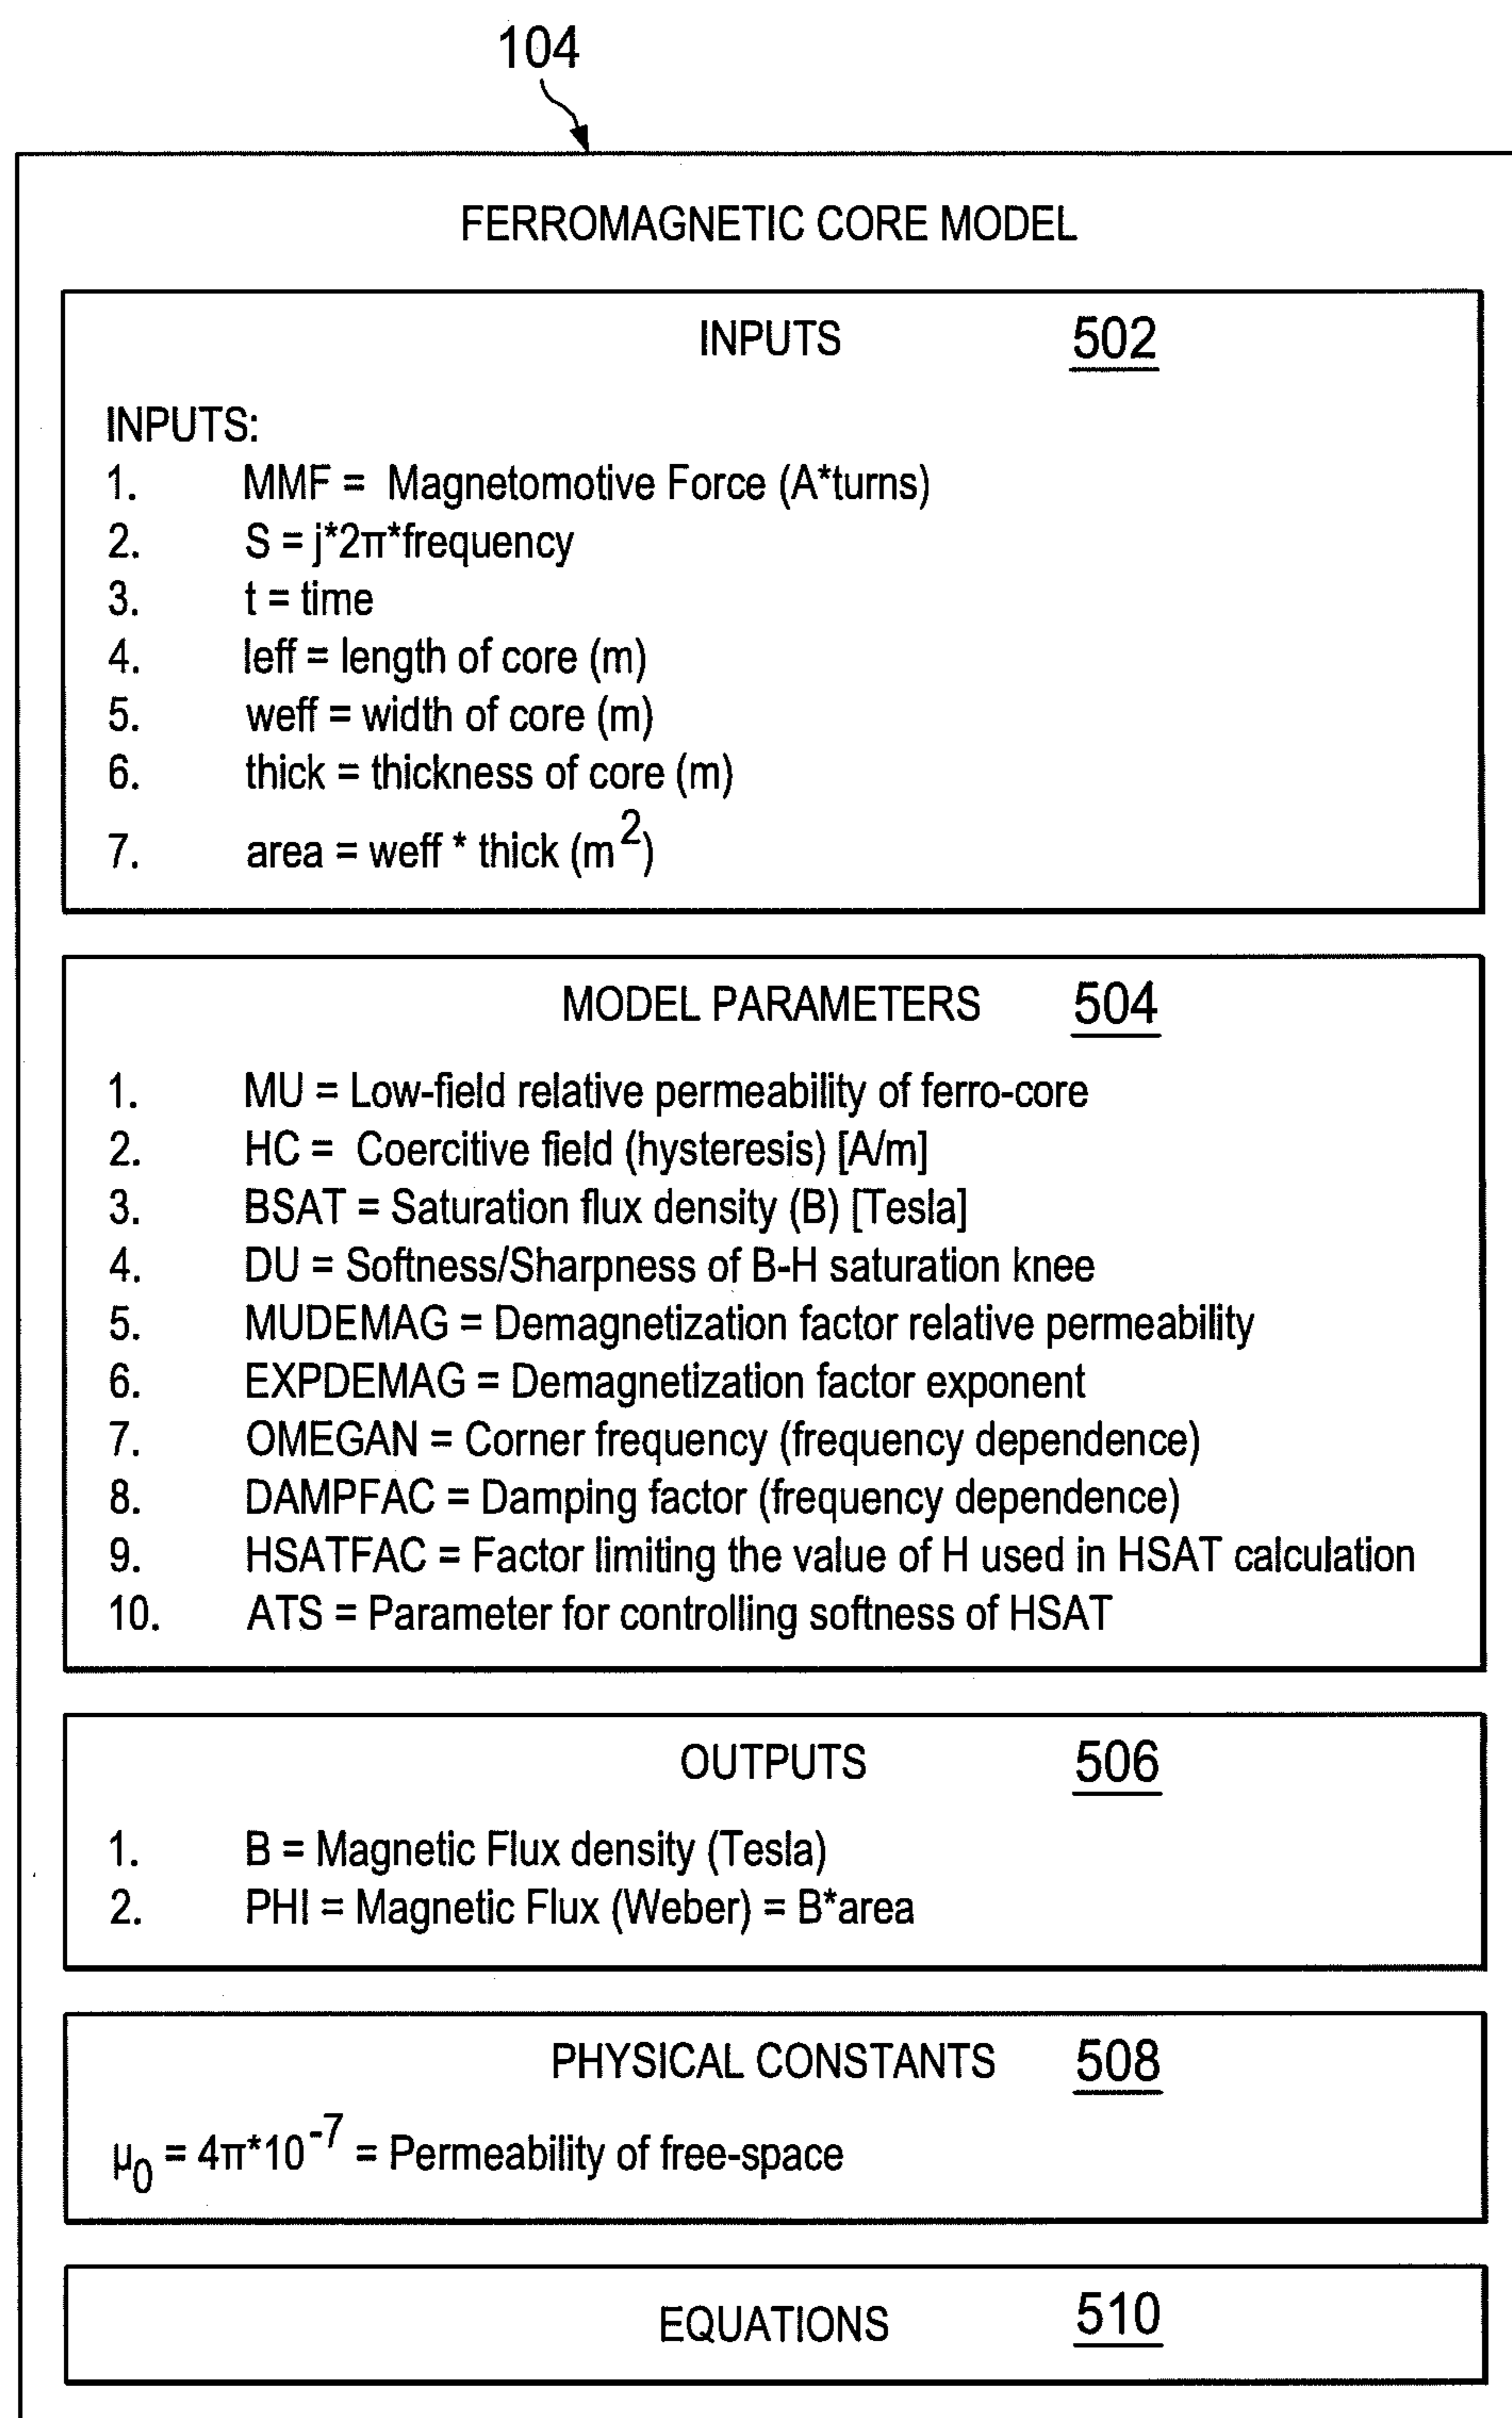 104
FERROMAGNETIC CORE MODEL
INPUTS 502
INPUTS:
1. MMF = Magnetomotive Force (A*turns)
2. S = j*2π*frequency
3. t = time
4. leff = length of core (m)
5. weff = width of core (m)
6. thick = thickness of core (m)
7. area = weff * thick (m²)
MODEL PARAMETERS 504
1. MU = Low-field relative permeability of ferro-core
2. HC = Coercitive field (hysteresis) [A/m]
3. BSAT = Saturation flux density (B) [Tesla]
4. DU = Softness/Sharpness of B-H saturation knee
5. MUDEMAG = Demagnetization factor relative permeability
6. EXPDEMAG = Demagnetization factor exponent
7. OMEGAN = Corner frequency (frequency dependence)
8. DAMPFAC = Damping factor (frequency dependence)
9. HSATFAC = Factor limiting the value of H used in HSAT calculation
10. ATS = Parameter for controlling softness of HSAT
OUTPUTS 506
1. B = Magnetic Flux density (Tesla)
2. PHI = Magnetic Flux (Weber) = B*area
PHYSICAL CONSTANTS 508
μ₀ = 4π*10⁻⁷ = Permeability of free-space
EQUATIONS 510